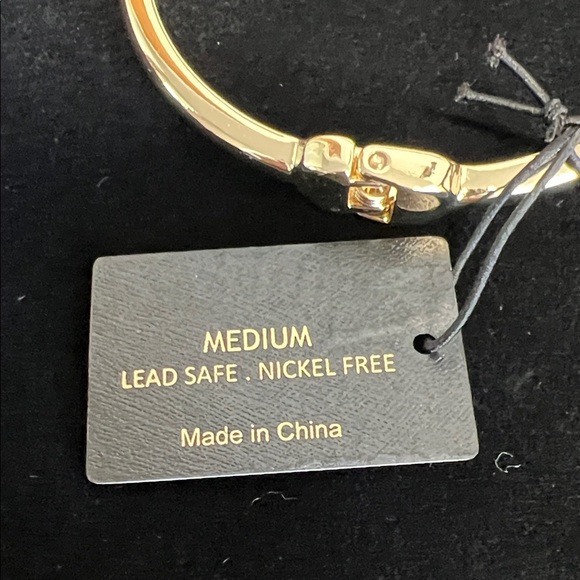 MEDIUM
LEAD SAFE . NICKEL FREE
Made in China